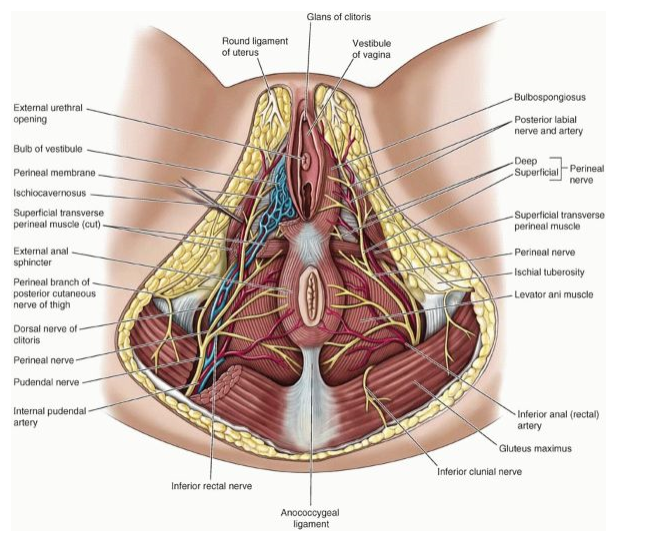 Glans of clitoris
Round ligament
of uterus
Vestibule
of vagina
External urethral
opening
Bulb of vestibule
Perineal membrane
Ischiocavernosus
Superficial transverse
perineal muscle (cut)
External anal
sphincter
Perineal branch of
posterior cutaneous
nerve of thigh
Dorsal nerve of
clitoris
Perineal nerve
Pudendal nerve
Internal pudendal
artery
Bulbospongiosus
Posterior labial
nerve and artery
Deep
Superficial
Perineal
nerve
Superficial transverse
perineal muscle
Perineal nerve
Ischial tuberosity
Levator ani muscle
Inferior anal (rectal)
artery
Gluteus maximus
Inferior clunial nerve
Inferior rectal nerve
Anococcygeal
ligament